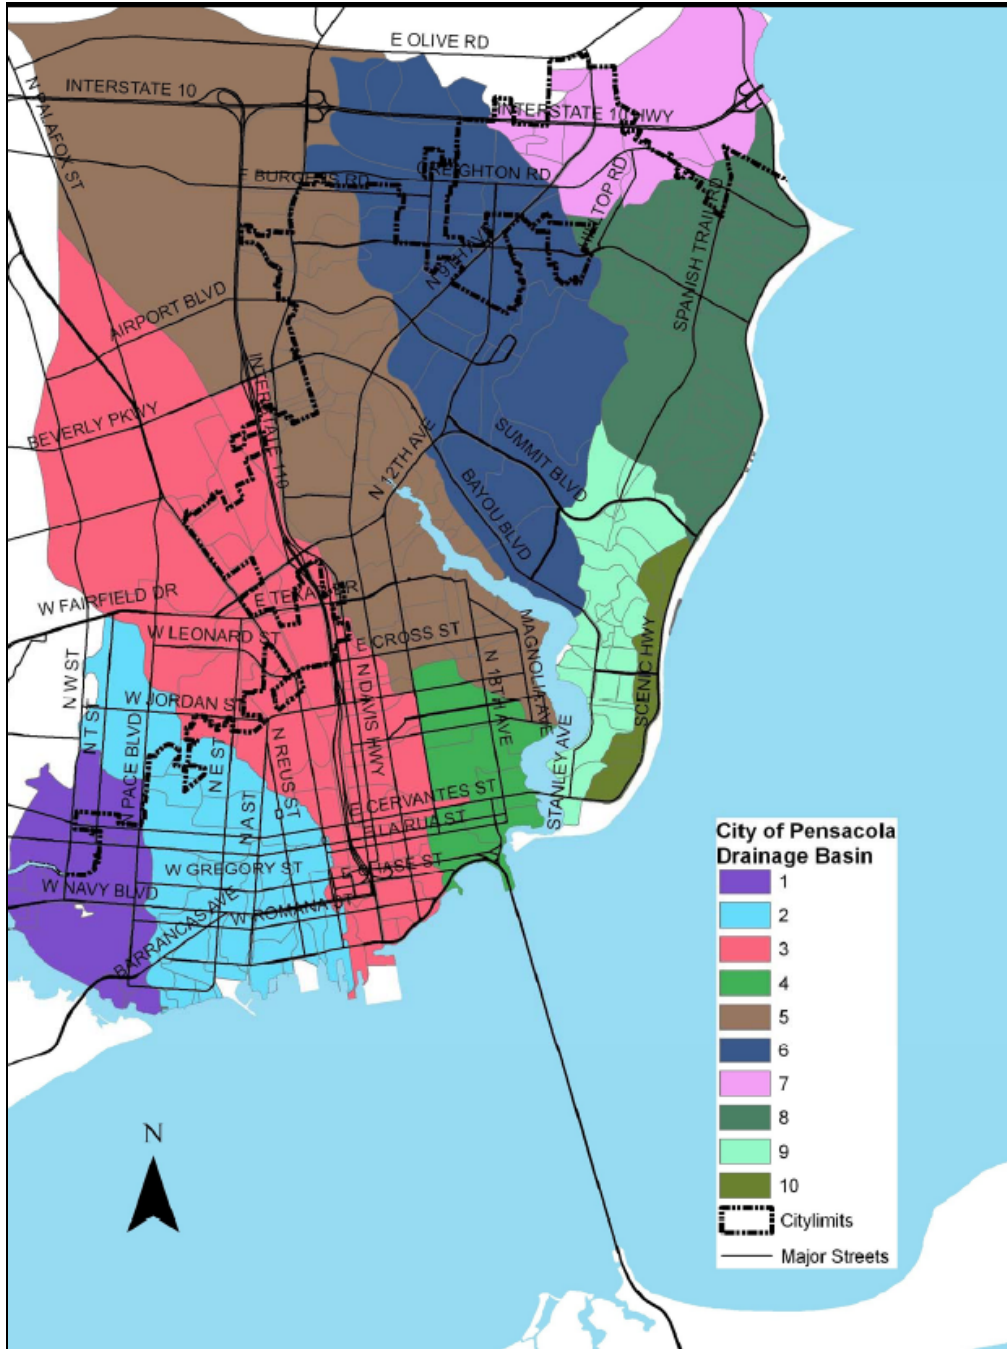 E OLIVE RD
INTERSTATE 10
INTERSTATE 10 HWY
N PALAFOX ST
E BURGESS RD
CREIGHTON RD
HILLTOP RD
SPANISH TRAIL RD
N 9TH AVE
AIRPORT BLVD
INTERSTATE 110
BEVERLY PKWY
N 12TH AVE
SUMMIT BLVD
BAYOU BLVD
W FAIRFIELD DR
E TEXAR DR
W LEONARD ST
E CROSS ST
MAGNOLIA AVE
SCENIC HWY
N W ST
N T ST
W JORDAN ST
N DAVIS HWY
N 18TH AVE
STANLEY AVE
N PACE BLVD
N E ST
N REUS ST
N A ST
E CERVANTES ST
E LA RUA ST
W GREGORY ST
E CHASE ST
W NAVY BLVD
W ROMANA ST
BARRANCAS AVE
City of Pensacola
Drainage Basin
1
2
3
4
5
6
7
8
9
10
Citylimits
Major Streets
N